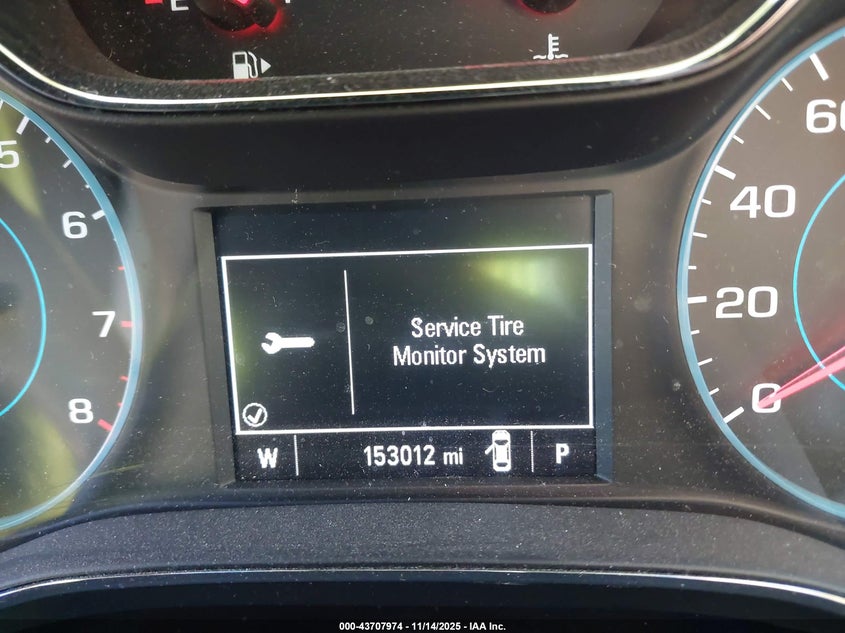 E
5
6
7
8
60
40
20
0
Service Tire
Monitor System
W 153012 mi P
000-43707974 - 11/14/2025 - IAA Inc.